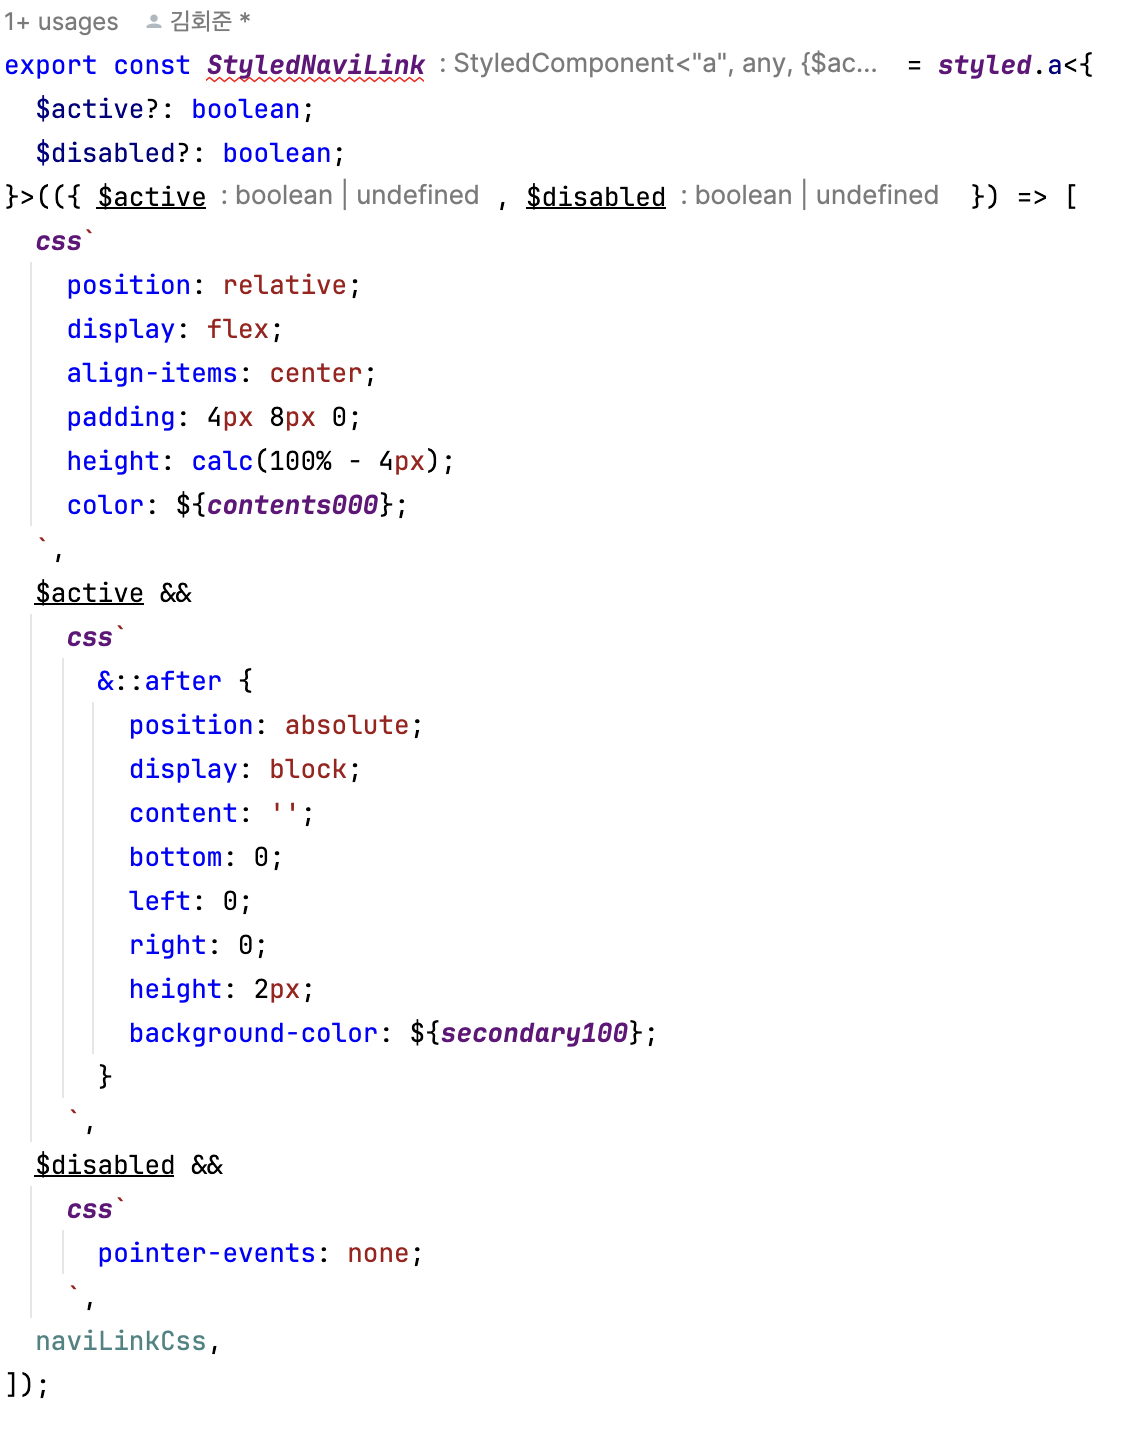 1+ usages 김회준 *
export const StyledNaviLink : StyledComponent<"a", any, {$ac... = styled.a<{
  $active?: boolean;
  $disabled?: boolean;
}>(({ $active : boolean | undefined , $disabled : boolean | undefined }) => [
  css`
    position: relative;
    display: flex;
    align-items: center;
    padding: 4px 8px 0;
    height: calc(100% - 4px);
    color: ${contents000};
  `,
  $active &&
    css`
      &::after {
        position: absolute;
        display: block;
        content: '';
        bottom: 0;
        left: 0;
        right: 0;
        height: 2px;
        background-color: ${secondary100};
      }
    `,
  $disabled &&
    css`
      pointer-events: none;
    `,
  naviLinkCss,
]);